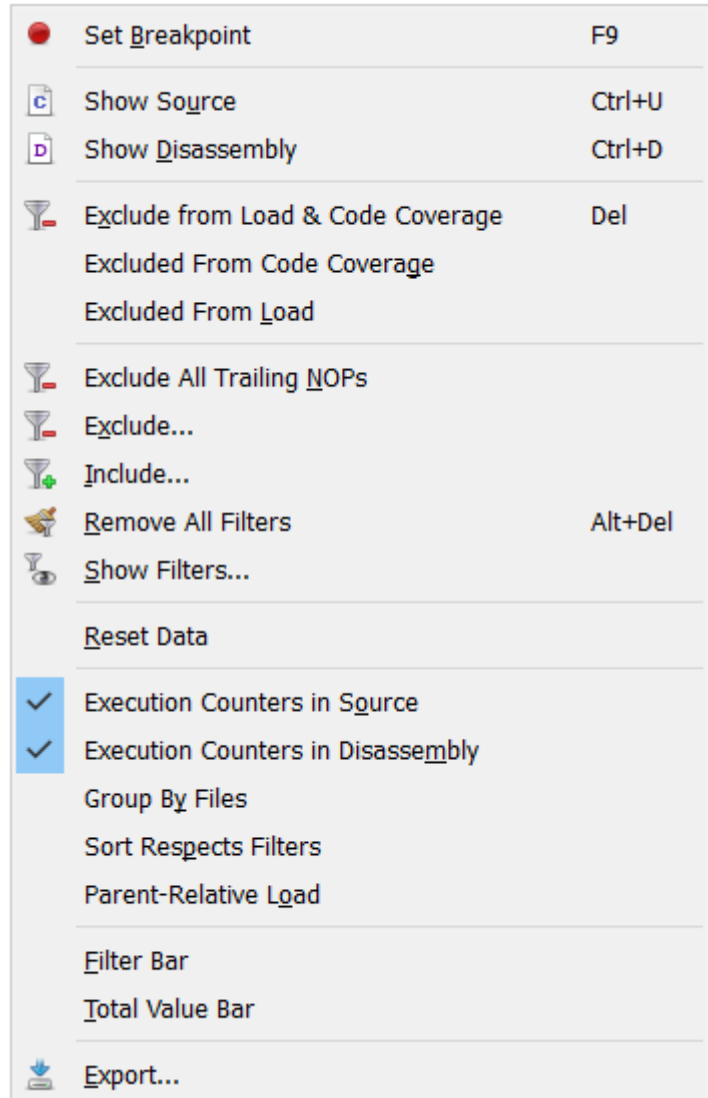 Set Breakpoint F9
Show Source Ctrl+U
Show Disassembly Ctrl+D
Exclude from Load & Code Coverage Del
Excluded From Code Coverage
Excluded From Load
Exclude All Trailing NOPs
Exclude...
Include...
Remove All Filters Alt+Del
Show Filters...
Reset Data
Execution Counters in Source
Execution Counters in Disassembly
Group By Files
Sort Respects Filters
Parent-Relative Load
Filter Bar
Total Value Bar
Export...